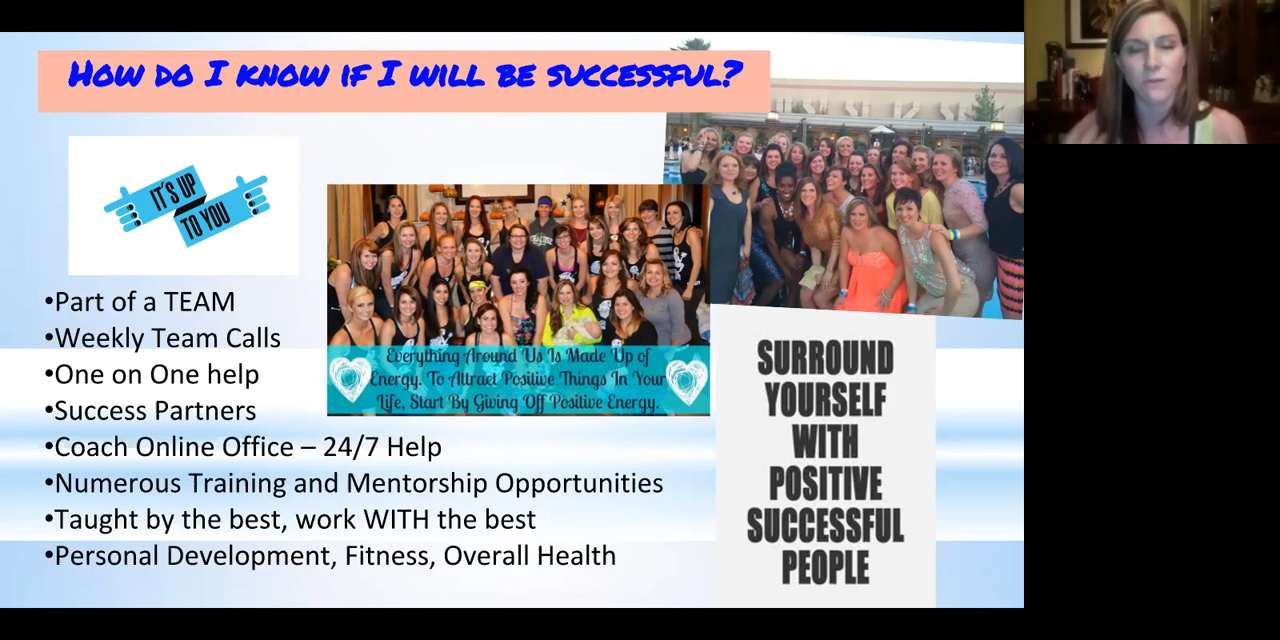 How do I know if I will be successful?
IT'S UP
TO YOU
•Part of a TEAM
•Weekly Team Calls
•One on One help
•Success Partners
•Coach Online Office – 24/7 Help
•Numerous Training and Mentorship Opportunities
•Taught by the best, work WITH the best
•Personal Development, Fitness, Overall Health
Everything Around Us Is Made Up of
Energy. To Attract Positive Things In Your
Life, Start By Giving Off Positive Energy.
SURROUND
YOURSELF
WITH
POSITIVE
SUCCESSFUL
PEOPLE